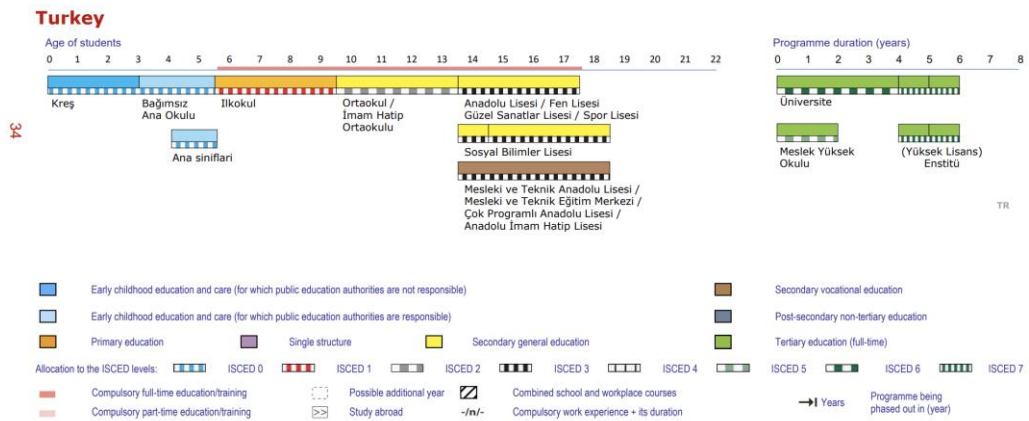 Turkey
Age of students
Programme duration (years)
0 1 2 3 4 5 6 7 8 9 10 11 12 13 14 15 16 17 18 19 20 21 22
0 1 2 3 4 5 6 7 8
Kreş
Bağımsız
Ana Okulu
Ilkokul
Ortaokul /
İmam Hatip
Ortaokulu
Anadolu Lisesi / Fen Lisesi
Güzel Sanatlar Lisesi / Spor Lisesi
Üniversite
34
Ana siniflari
Sosyal Bilimler Lisesi
Meslek Yüksek
Okulu
(Yüksek Lisans)
Enstitü
Mesleki ve Teknik Anadolu Lisesi /
Mesleki ve Teknik Eğitim Merkezi /
Çok Programlı Anadolu Lisesi /
Anadolu İmam Hatip Lisesi
TR
Early childhood education and care (for which public education authorities are not responsible)
Secondary vocational education
Early childhood education and care (for which public education authorities are responsible)
Post-secondary non-tertiary education
Primary education
Single structure
Secondary general education
Tertiary education (full-time)
Allocation to the ISCED levels: ISCED 0 ISCED 1 ISCED 2 ISCED 3 ISCED 4 ISCED 5 ISCED 6 ISCED 7
Compulsory full-time education/training
Possible additional year
Combined school and workplace courses
Years
Programme being
phased out in (year)
Compulsory part-time education/training
>> Study abroad
-/n/- Compulsory work experience + its duration